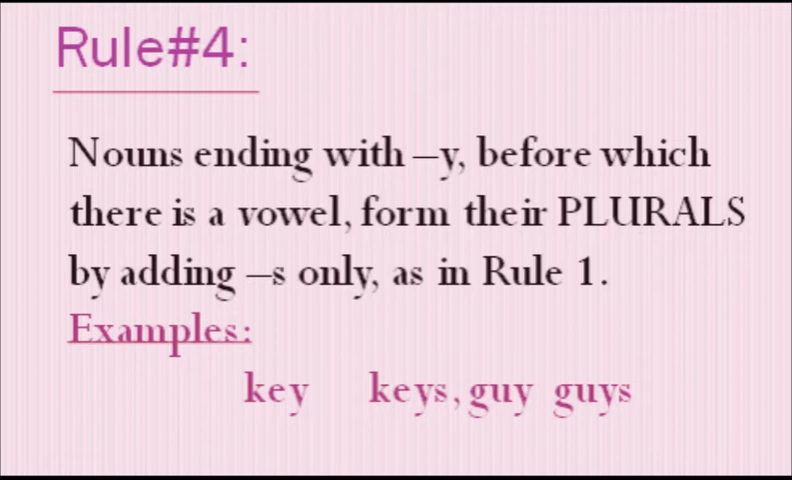 Rule#4:
Nouns ending with –y, before which
there is a vowel, form their PLURALS
by adding –s only, as in Rule 1.
Examples:
key keys, guy guys